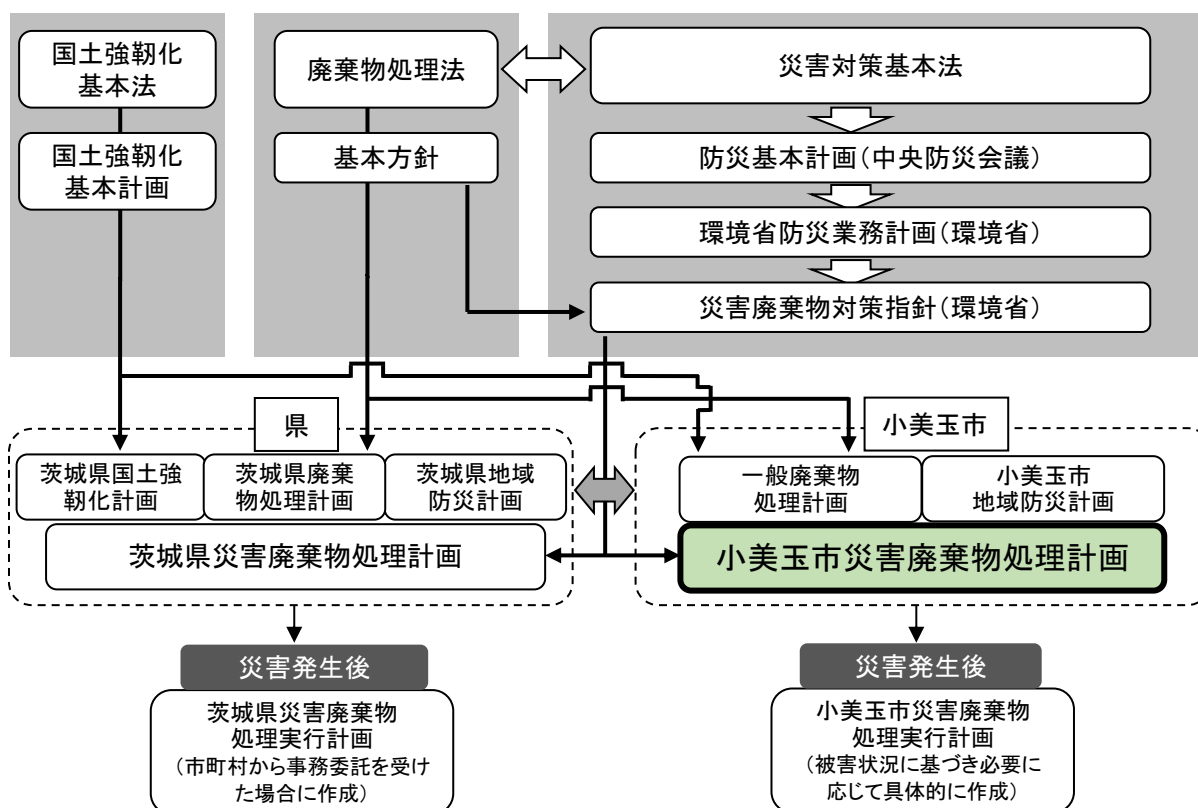 国土強靭化
基本法
廃棄物処理法
災害対策基本法
国土強靭化
基本計画
基本方針
防災基本計画(中央防災会議)
環境省防災業務計画(環境省)
災害廃棄物対策指針(環境省)
県
小美玉市
茨城県国土強
靭化計画
茨城県廃棄
物処理計画
茨城県地域
防災計画
一般廃棄物
処理計画
小美玉市
地域防災計画
茨城県災害廃棄物処理計画
小美玉市災害廃棄物処理計画
災害発生後
茨城県災害廃棄物
処理実行計画
(市町村から事務委託を受け
た場合に作成)
災害発生後
小美玉市災害廃棄物
処理実行計画
(被害状況に基づき必要に
応じて具体的に作成)